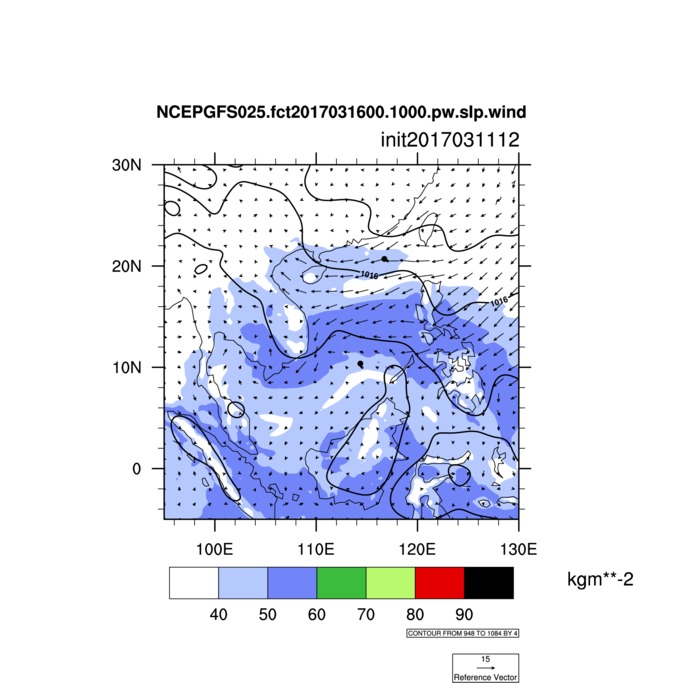 NCEPGFS025.fct2017031600.1000.pw.slp.wind
init2017031112
30N
20N
10N
0
1016
1016
100E 110E 120E 130E
kgm**-2
40 50 60 70 80 90
CONTOUR FROM 948 TO 1084 BY 4
15
Reference Vector